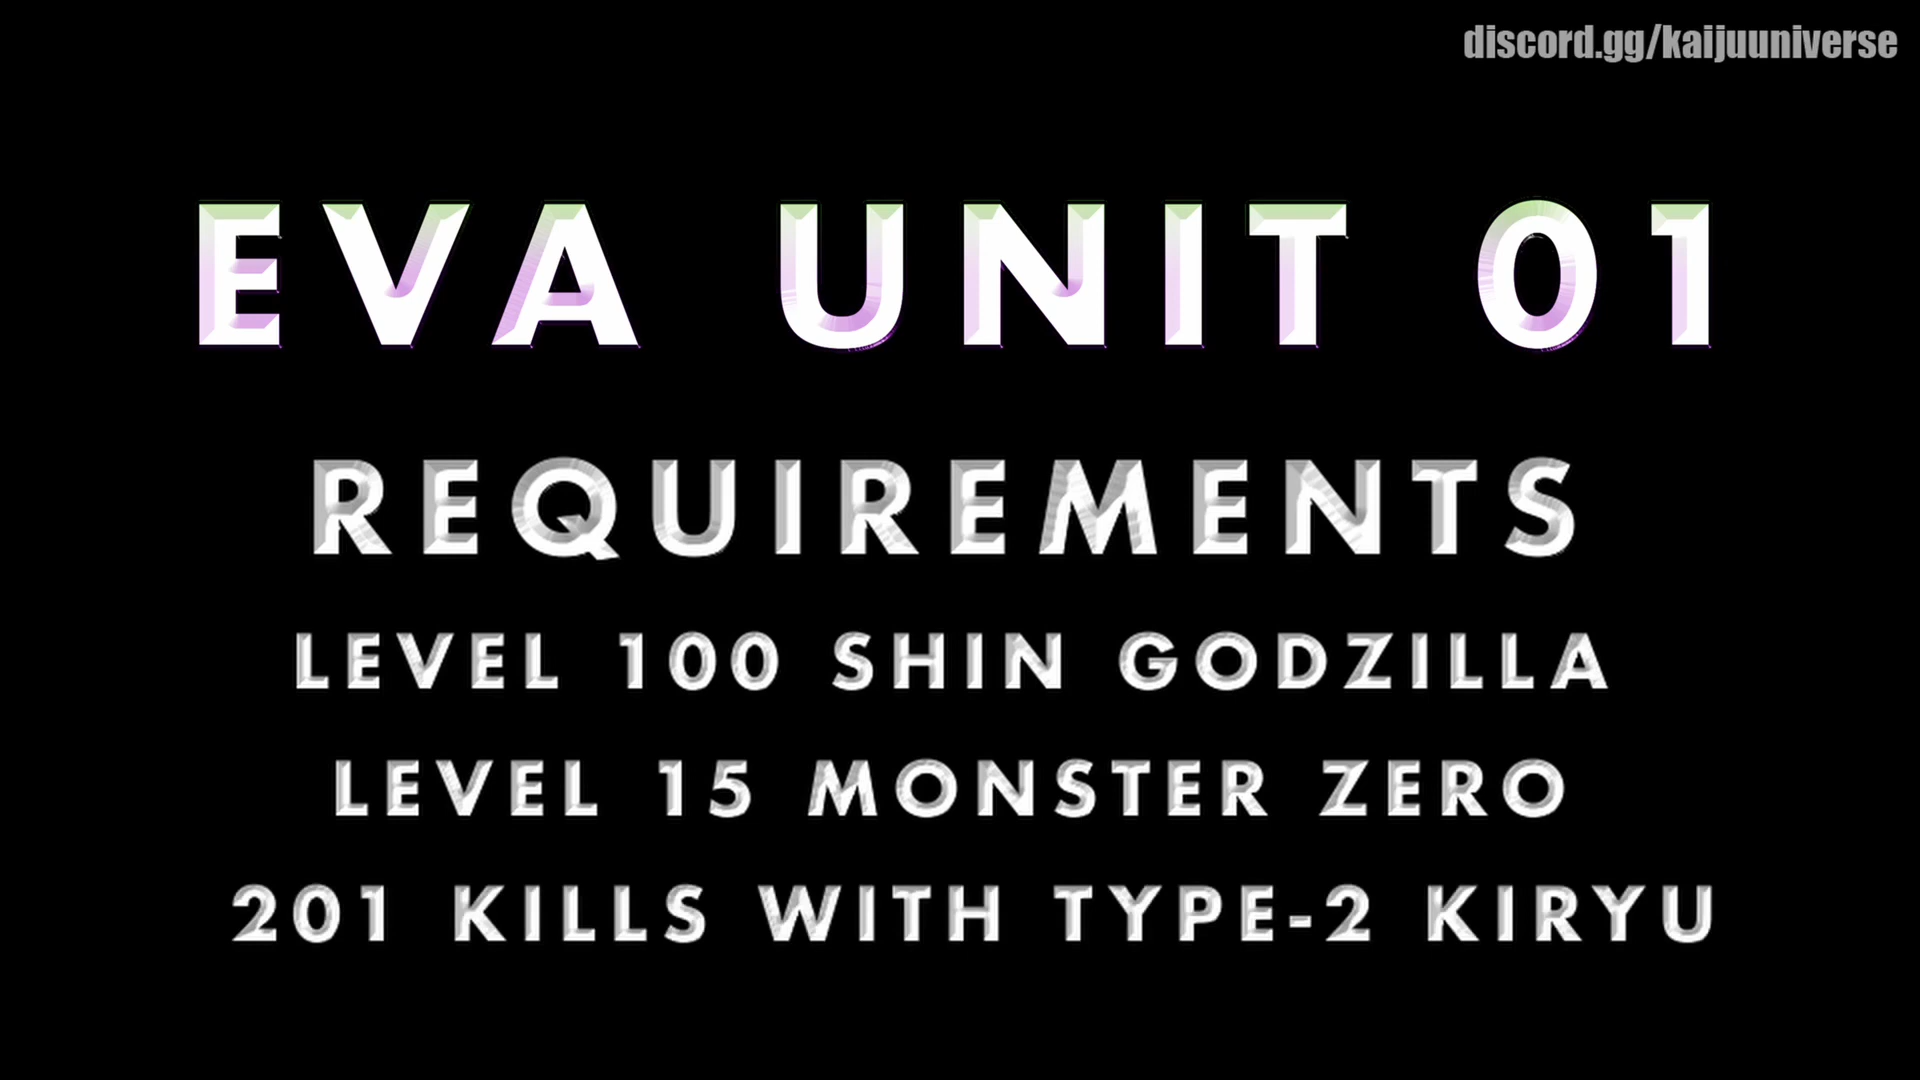 discord.gg/kaijuuniverse
EVA UNIT 01
REQUIREMENTS
LEVEL 100 SHIN GODZILLA
LEVEL 15 MONSTER ZERO
201 KILLS WITH TYPE-2 KIRYU